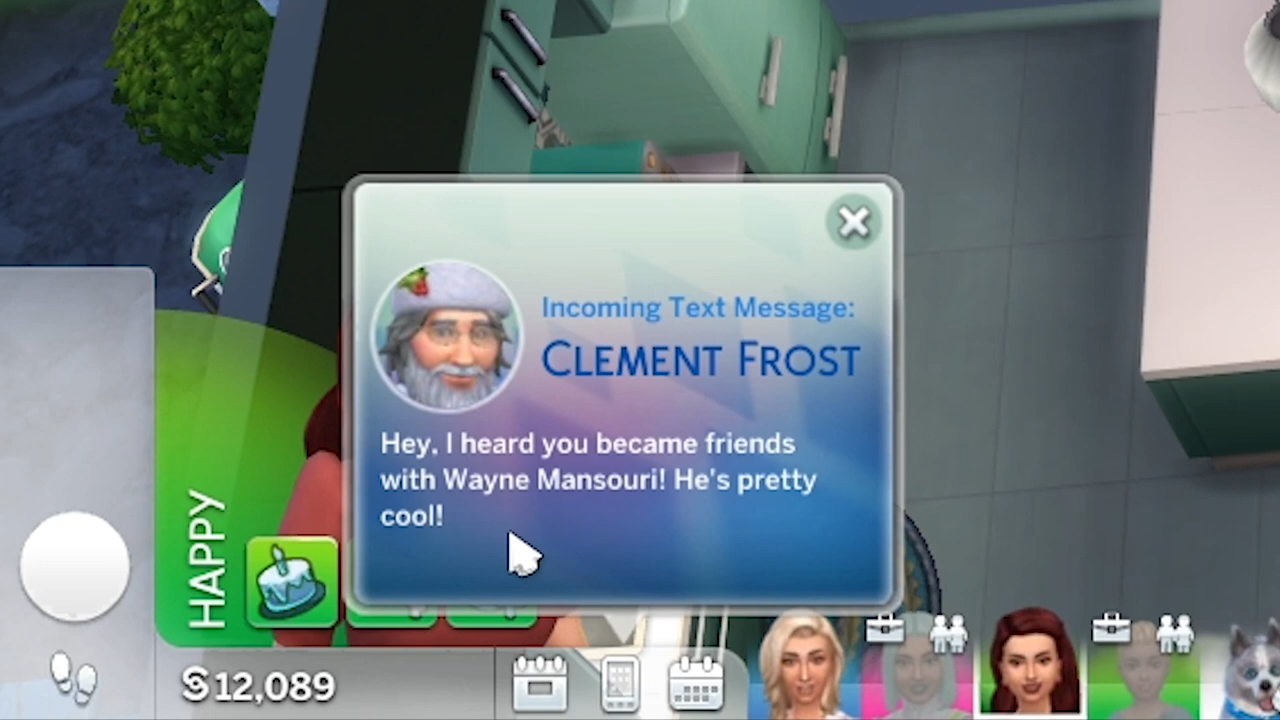 Incoming Text Message:
CLEMENT FROST
Hey, I heard you became friends
with Wayne Mansouri! He's pretty
cool!
HAPPY
§12,089